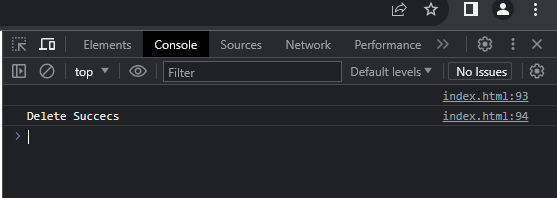 Elements Console Sources Network Performance
top Filter Default levels No Issues
index.html:93
Delete Succecs index.html:94